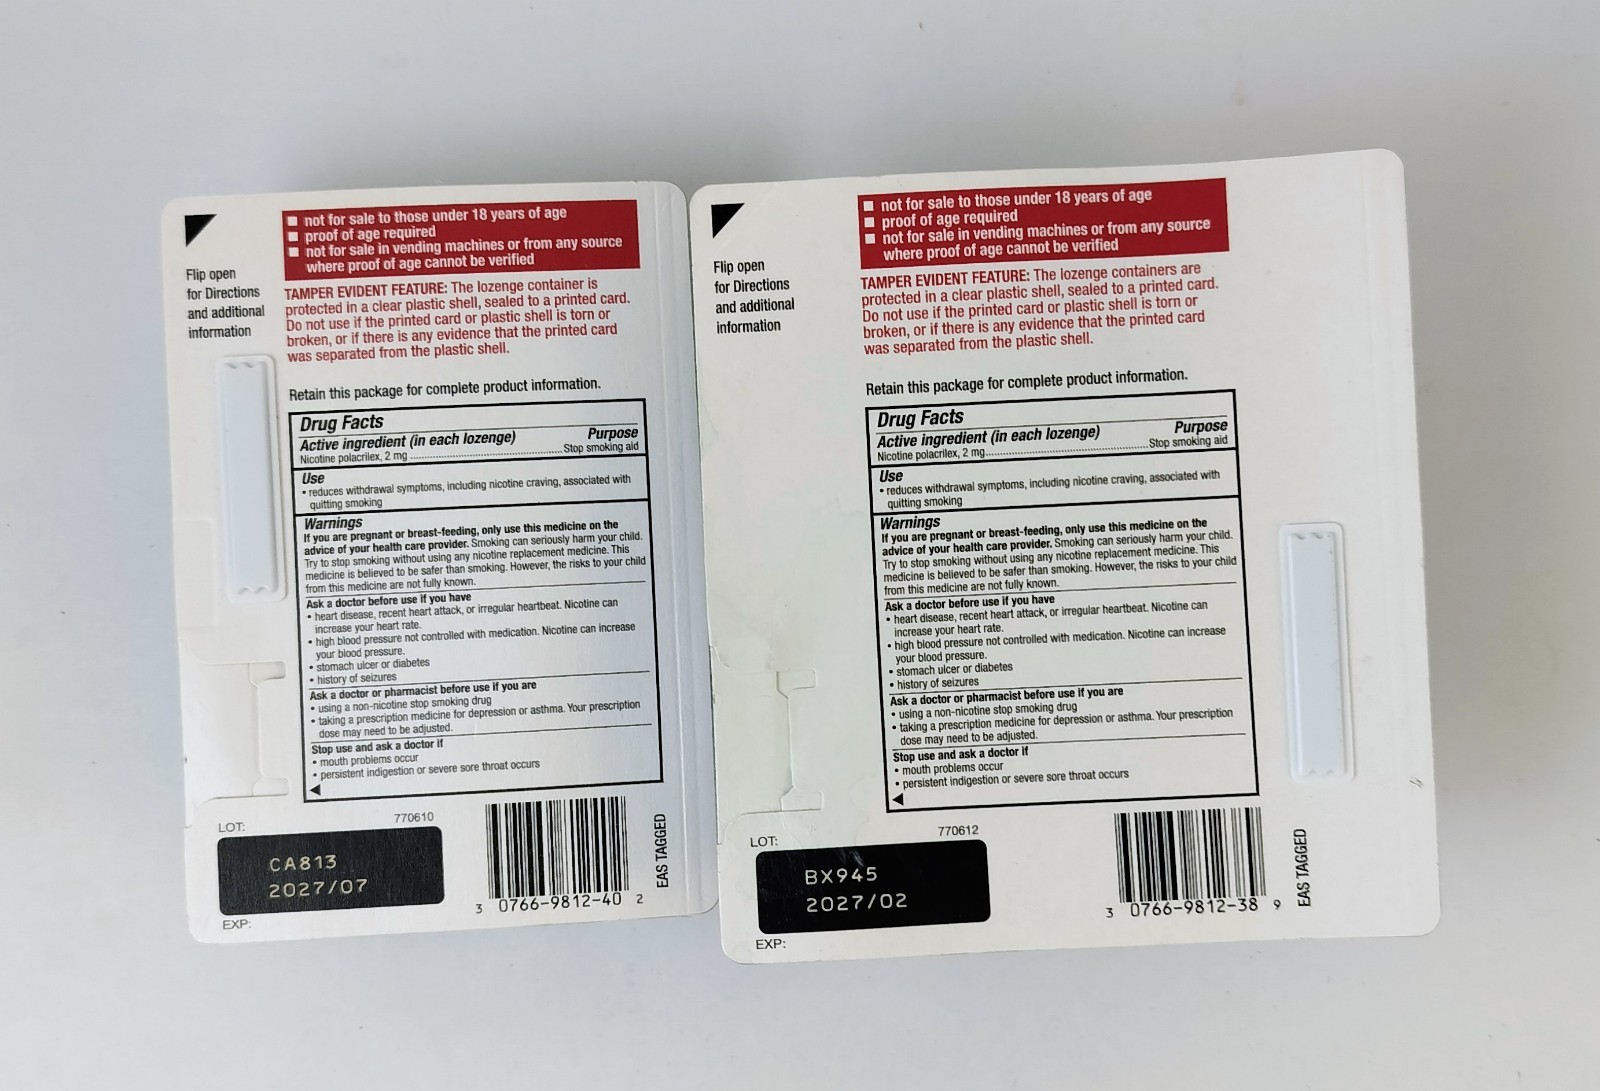 Flip open
for Directions
and additional
information
■ not for sale to those under 18 years of age
■ proof of age required
■ not for sale in vending machines or from any source
where proof of age cannot be verified
TAMPER EVIDENT FEATURE: The lozenge container is
protected in a clear plastic shell, sealed to a printed card.
Do not use if the printed card or plastic shell is torn or
broken, or if there is any evidence that the printed card
was separated from the plastic shell.
Retain this package for complete product information.
Drug Facts
Active ingredient (in each lozenge) Purpose
Nicotine polacrilex, 2 mg ........ Stop smoking aid
Use
• reduces withdrawal symptoms, including nicotine craving, associated with
quitting smoking
Warnings
If you are pregnant or breast-feeding, only use this medicine on the
advice of your health care provider. Smoking can seriously harm your child.
Try to stop smoking without using any nicotine replacement medicine. This
medicine is believed to be safer than smoking. However, the risks to your child
from this medicine are not fully known.
Ask a doctor before use if you have
• heart disease, recent heart attack, or irregular heartbeat. Nicotine can
increase your heart rate.
• high blood pressure not controlled with medication. Nicotine can increase
your blood pressure.
• stomach ulcer or diabetes
• history of seizures
Ask a doctor or pharmacist before use if you are
• using a non-nicotine stop smoking drug
• taking a prescription medicine for depression or asthma. Your prescription
dose may need to be adjusted.
Stop use and ask a doctor if
• mouth problems occur
• persistent indigestion or severe sore throat occurs
LOT: 770610
CA813
2027/07
EXP:
3 0766-9812-40 2
EAS TAGGED
Flip open
for Directions
and additional
information
■ not for sale to those under 18 years of age
■ proof of age required
■ not for sale in vending machines or from any source
where proof of age cannot be verified
TAMPER EVIDENT FEATURE: The lozenge containers are
protected in a clear plastic shell, sealed to a printed card.
Do not use if the printed card or plastic shell is torn or
broken, or if there is any evidence that the printed card
was separated from the plastic shell.
Retain this package for complete product information.
Drug Facts
Active ingredient (in each lozenge) Purpose
Nicotine polacrilex, 2 mg ........ Stop smoking aid
Use
• reduces withdrawal symptoms, including nicotine craving, associated with
quitting smoking
Warnings
If you are pregnant or breast-feeding, only use this medicine on the
advice of your health care provider. Smoking can seriously harm your child.
Try to stop smoking without using any nicotine replacement medicine. This
medicine is believed to be safer than smoking. However, the risks to your child
from this medicine are not fully known.
Ask a doctor before use if you have
• heart disease, recent heart attack, or irregular heartbeat. Nicotine can
increase your heart rate.
• high blood pressure not controlled with medication. Nicotine can increase
your blood pressure.
• stomach ulcer or diabetes
• history of seizures
Ask a doctor or pharmacist before use if you are
• using a non-nicotine stop smoking drug
• taking a prescription medicine for depression or asthma. Your prescription
dose may need to be adjusted.
Stop use and ask a doctor if
• mouth problems occur
• persistent indigestion or severe sore throat occurs
LOT: 770612
BX945
2027/02
EXP:
3 0766-9812-38 9
EAS TAGGED